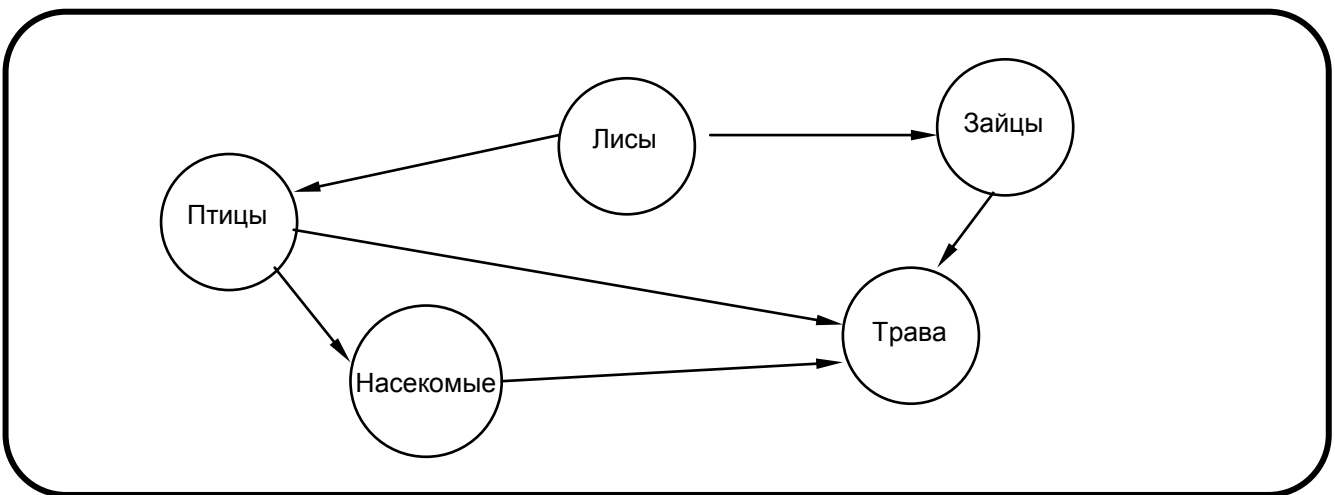 Лисы
Зайцы
Птицы
Трава
Насекомые